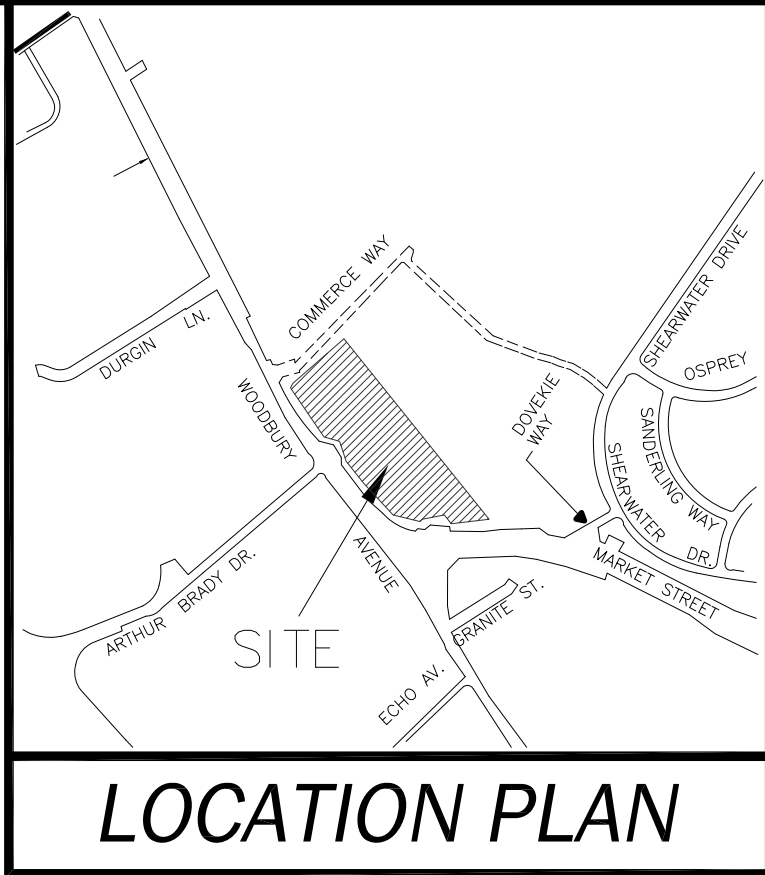 COMMERCE WAY
SHEARWATER DRIVE
DURGIN LN.
OSPREY
WOODBURY
DOVEKIE
WAY
SANDERLING WAY
SHEARWATER
DR.
AVENUE
MARKET STREET
ARTHUR BRADY DR.
GRANITE ST.
SITE
ECHO AV.
LOCATION PLAN